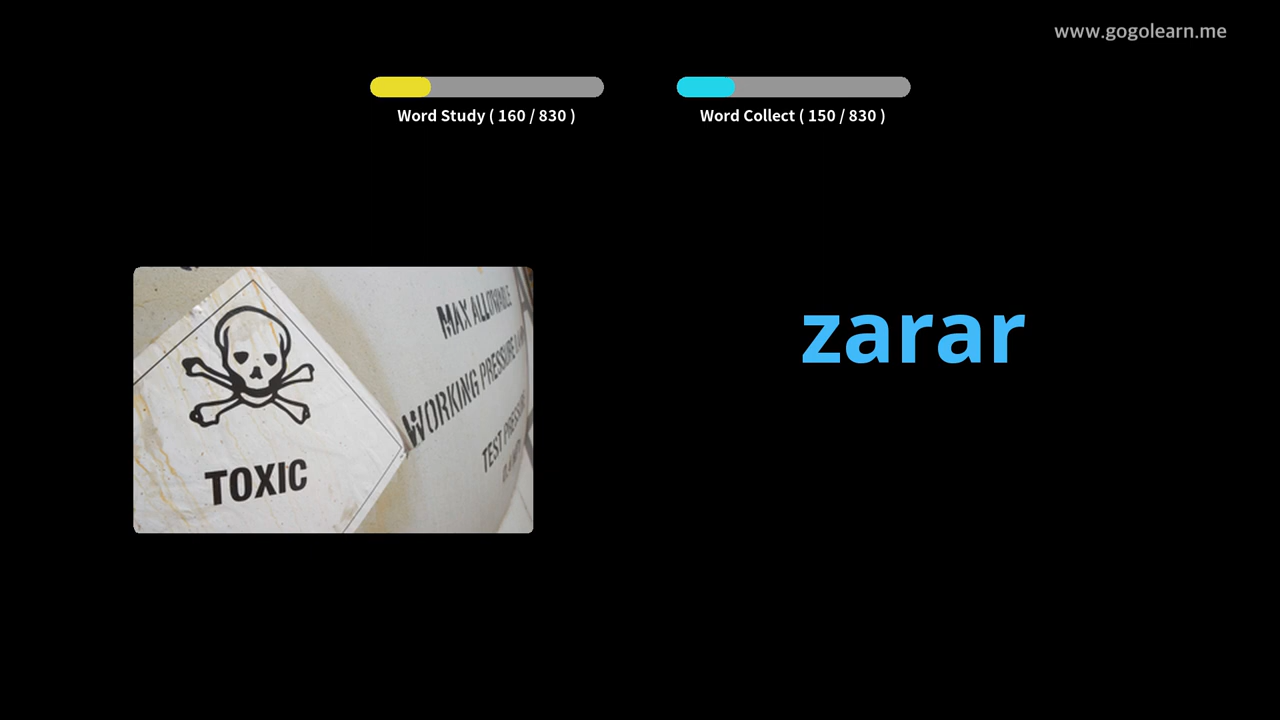 www.gogolearn.me
Word Study ( 160 / 830 )
Word Collect ( 150 / 830 )
zarar
MAX ALLOWABLE
WORKING PRESSURE
TEST PRESSURE
TOXIC